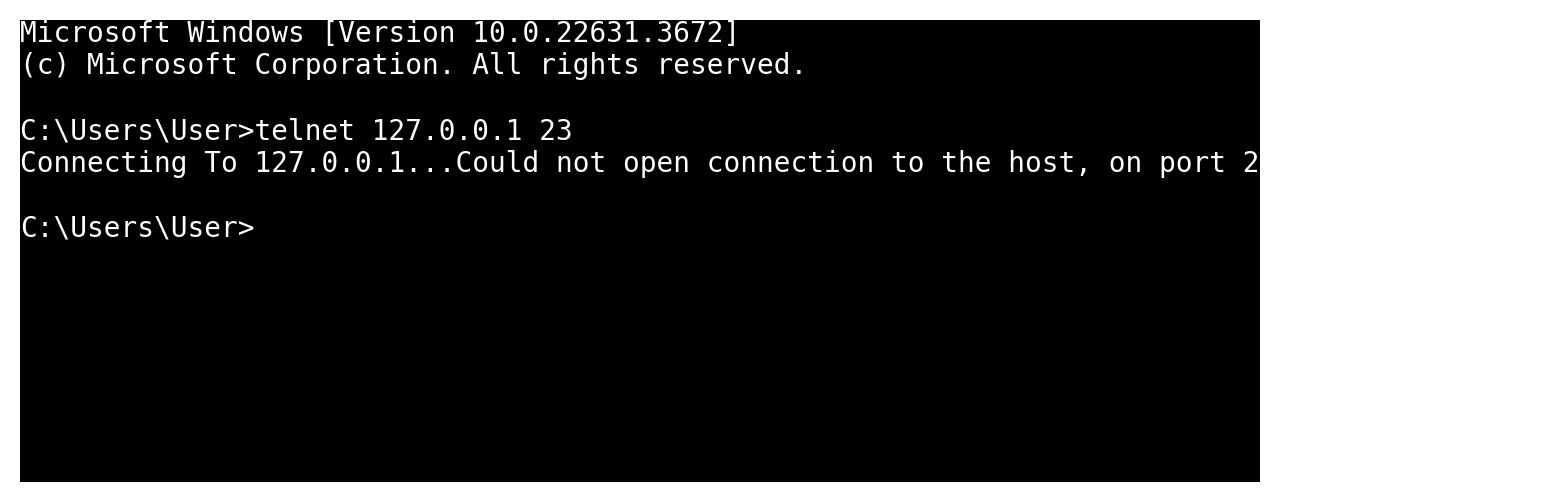 Microsoft Windows [Version 10.0.22631.3672]
(c) Microsoft Corporation. All rights reserved.
C:\Users\User>telnet 127.0.0.1 23
Connecting To 127.0.0.1...Could not open connection to the host, on port 2
C:\Users\User>